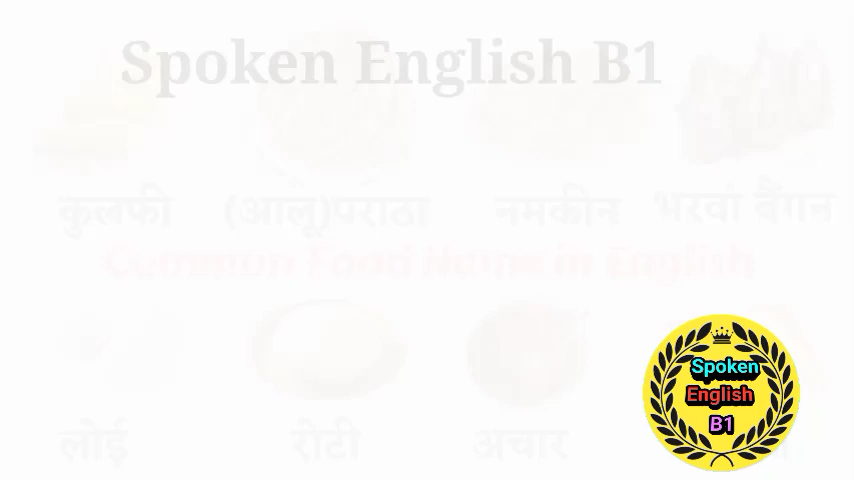 Spoken English B1
कुलफी (आलू)पराठा नमकीन भरवां बैंगन
Common Food Name in English
लोई रोटी अचार
Spoken
English
B1